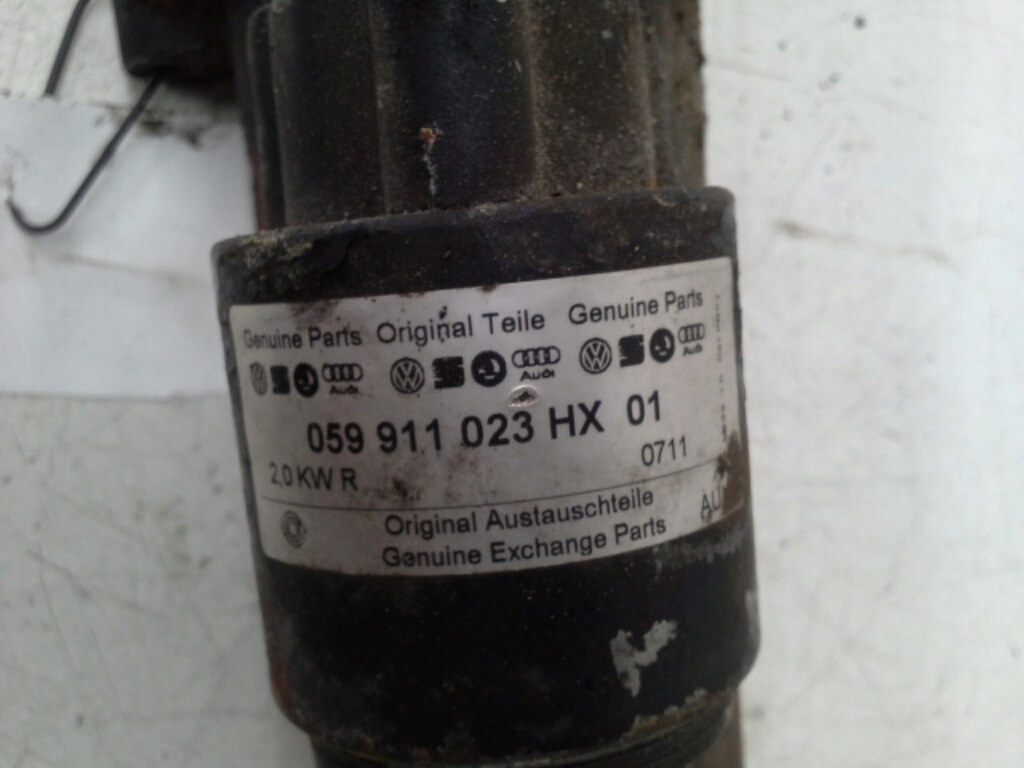 Genuine Parts Original Teile Genuine Parts
Audi Audi Audi
059 911 023 HX 01
2,0 KW R 0711
Original Austauschteile
Genuine Exchange Parts